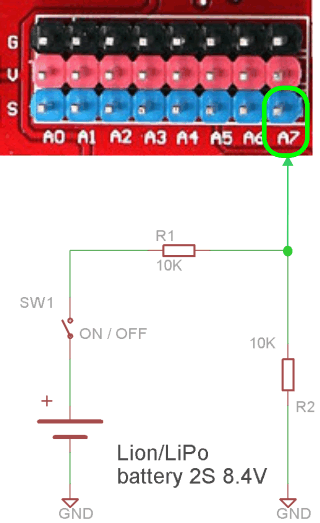 G
V
S
A0 A1 A2 A3 A4 A5 A6 A7
R1
10K
SW1
ON / OFF
10K
R2
+
Lion/LiPo
battery 2S 8.4V
GND
GND